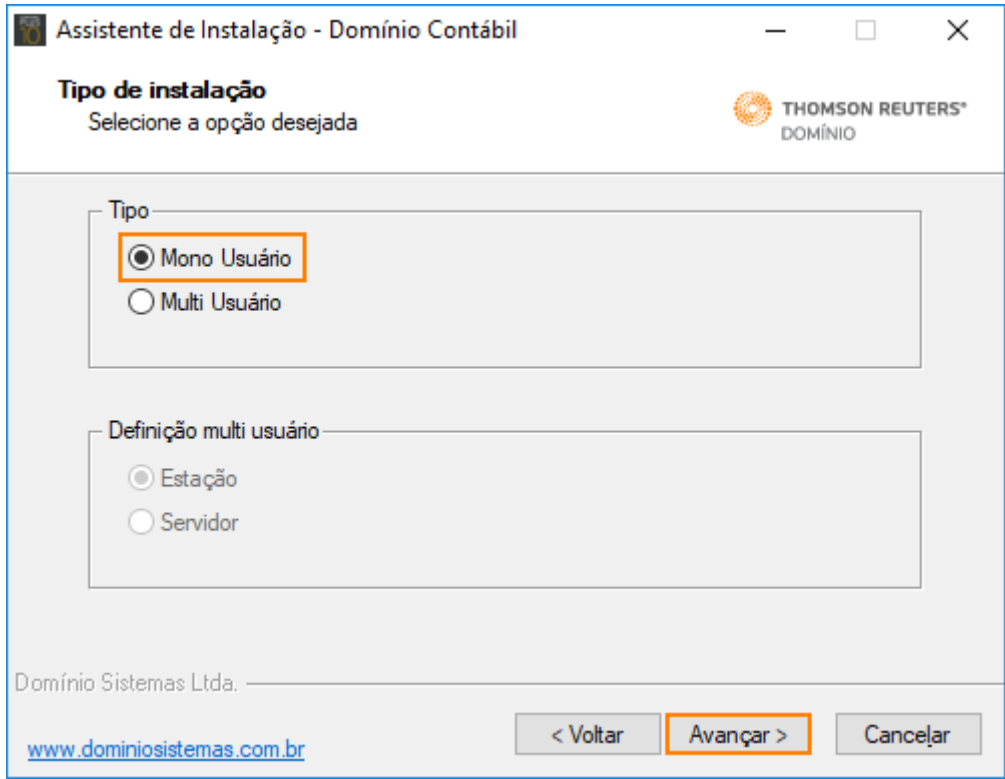 Assistente de Instalação - Domínio Contábil
Tipo de instalação
Selecione a opção desejada
THOMSON REUTERS®
DOMÍNIO
Tipo
Mono Usuário
Multi Usuário
Definição multi usuário
Estação
Servidor
Domínio Sistemas Ltda.
www.dominiosistemas.com.br
< Voltar
Avançar >
Cancelar